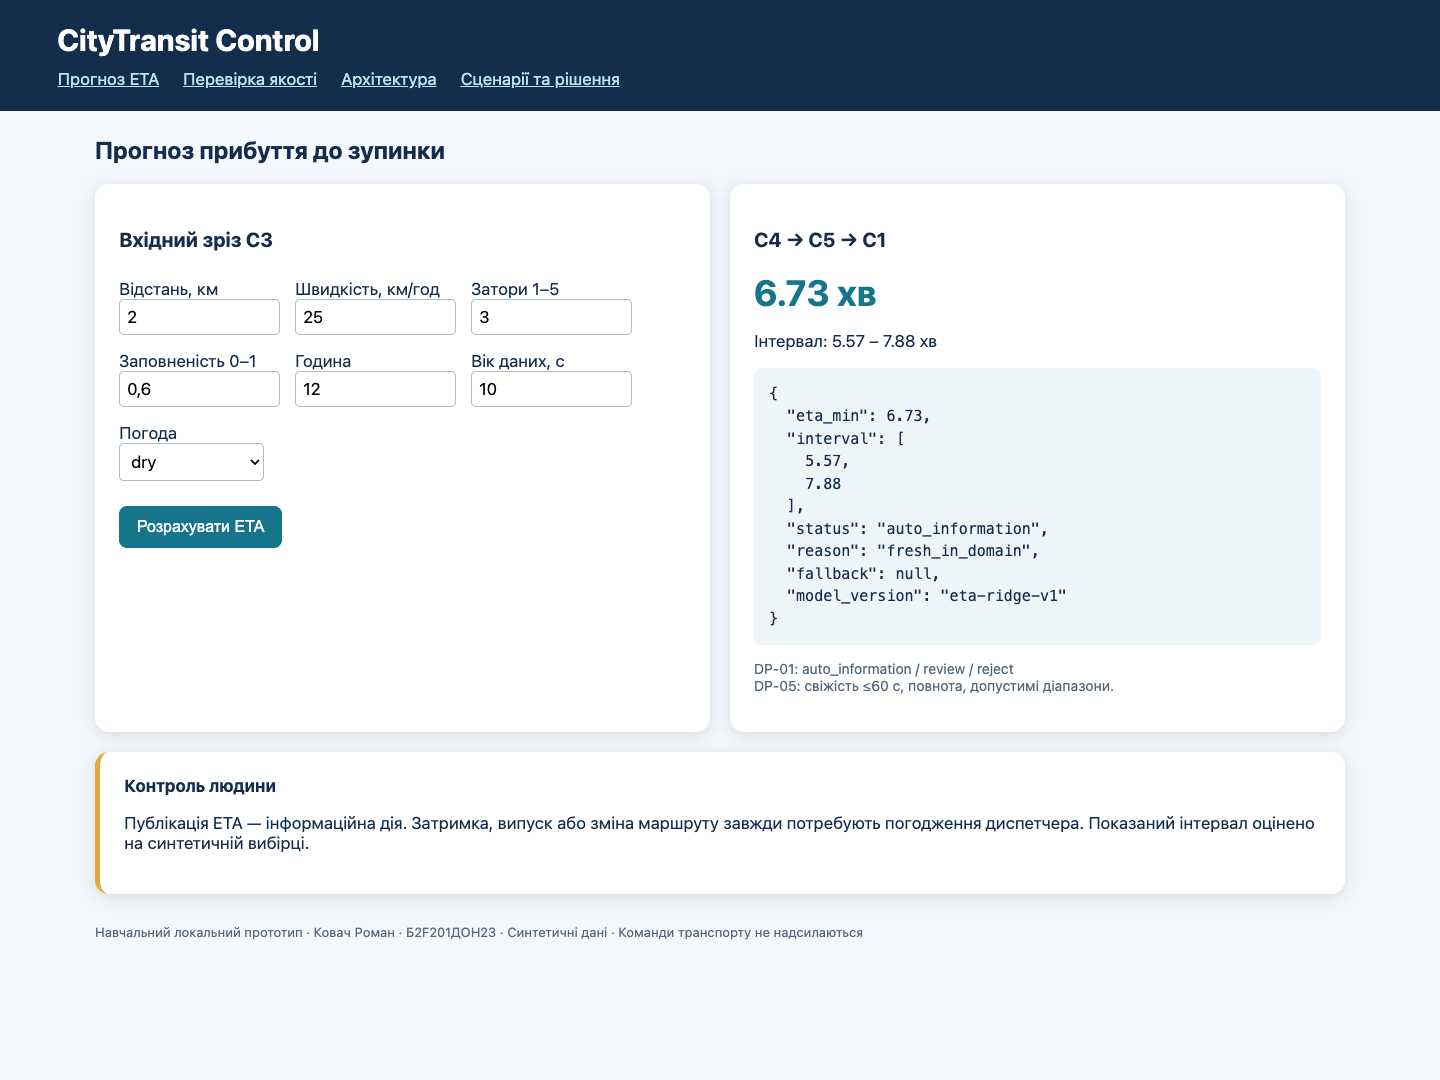 CityTransit Control
Прогноз ETA Перевірка якості Архітектура Сценарії та рішення
Прогноз прибуття до зупинки
Вхідний зріз C3
Відстань, км Швидкість, км/год Затори 1–5
2 25 3
Заповненість 0–1 Година Вік даних, с
0,6 12 10
Погода
dry
Розрахувати ETA
C4 → C5 → C1
6.73 хв
Інтервал: 5.57 – 7.88 хв
{
"eta_min": 6.73,
"interval": [
5.57,
7.88
],
"status": "auto_information",
"reason": "fresh_in_domain",
"fallback": null,
"model_version": "eta-ridge-v1"
}
DP-01: auto_information / review / reject
DP-05: свіжість ≤60 с, повнота, допустимі діапазони.
Контроль людини
Публікація ETA — інформаційна дія. Затримка, випуск або зміна маршруту завжди потребують погодження диспетчера. Показаний інтервал оцінено
на синтетичній вибірці.
Навчальний локальний прототип · Ковач Роман · Б2F201ДОН23 · Синтетичні дані · Команди транспорту не надсилаються